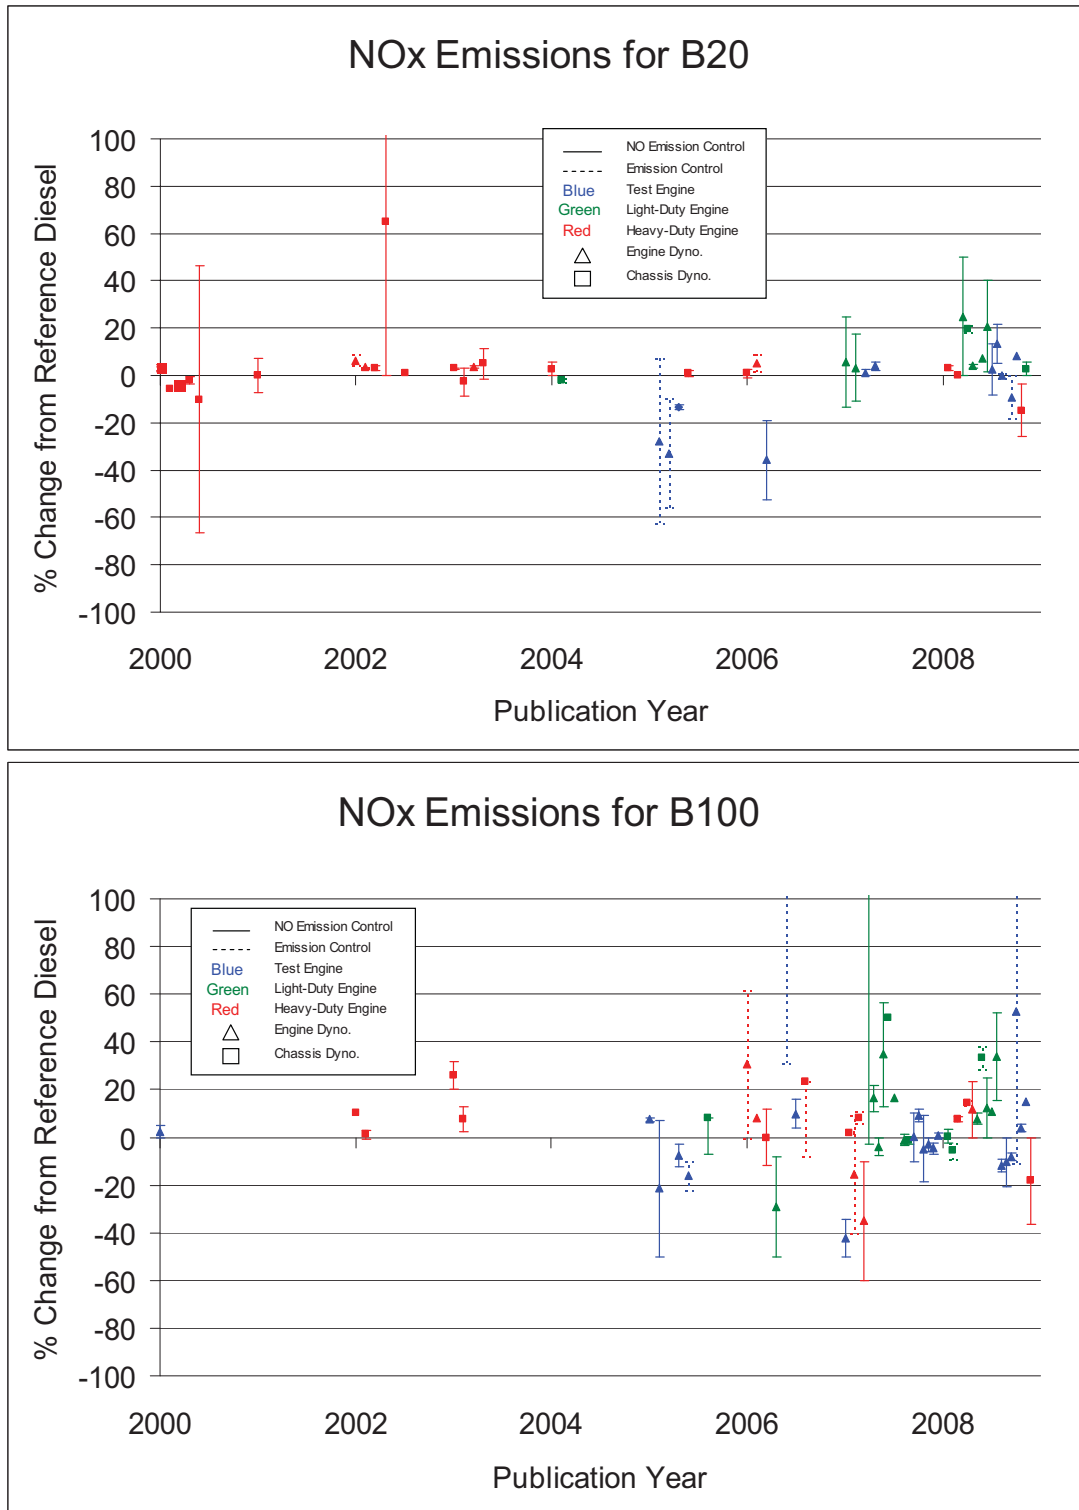 NOx Emissions for B20
% Change from Reference Diesel
100
80
60
40
20
0
-20
-40
-60
-80
-100
NO Emission Control
Emission Control
Blue Test Engine
Green Light-Duty Engine
Red Heavy-Duty Engine
Engine Dyno.
Chassis Dyno.
2000 2002 2004 2006 2008
Publication Year
NOx Emissions for B100
% Change from Reference Diesel
100
80
60
40
20
0
-20
-40
-60
-80
-100
NO Emission Control
Emission Control
Blue Test Engine
Green Light-Duty Engine
Red Heavy-Duty Engine
Engine Dyno.
Chassis Dyno.
2000 2002 2004 2006 2008
Publication Year